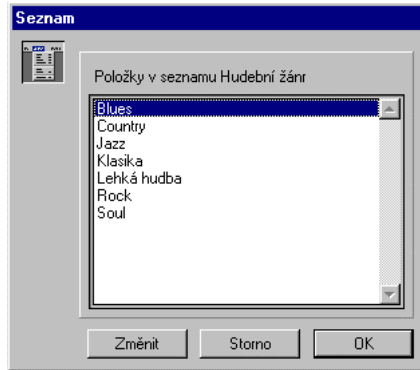 Seznam
Položky v seznamu Hudební žánr
Blues
Country
Jazz
Klasika
Lehká hudba
Rock
Soul
Změnit
Storno
OK